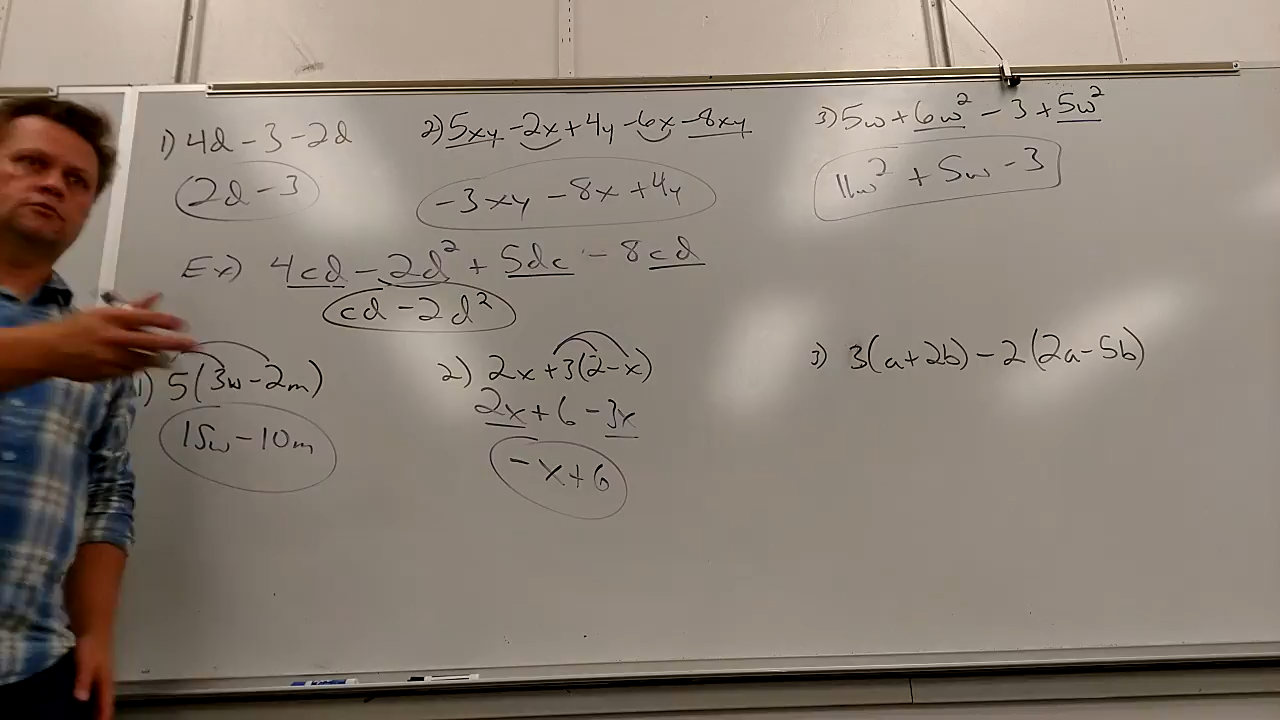 1) 4d - 3 - 2d
2d - 3
2) 5xy - 2x + 4y - 6x - 8xy
-3xy - 8x + 4y
3) 5w + 6w² - 3 + 5w²
11w² + 5w - 3
Ex) 4cd - 2d² + 5dc - 8cd
cd - 2d²
1) 5(3w - 2m)
15w - 10m
2) 2x + 3(2 - x)
2x + 6 - 3x
-x + 6
3) 3(a + 2b) - 2(2a - 5b)